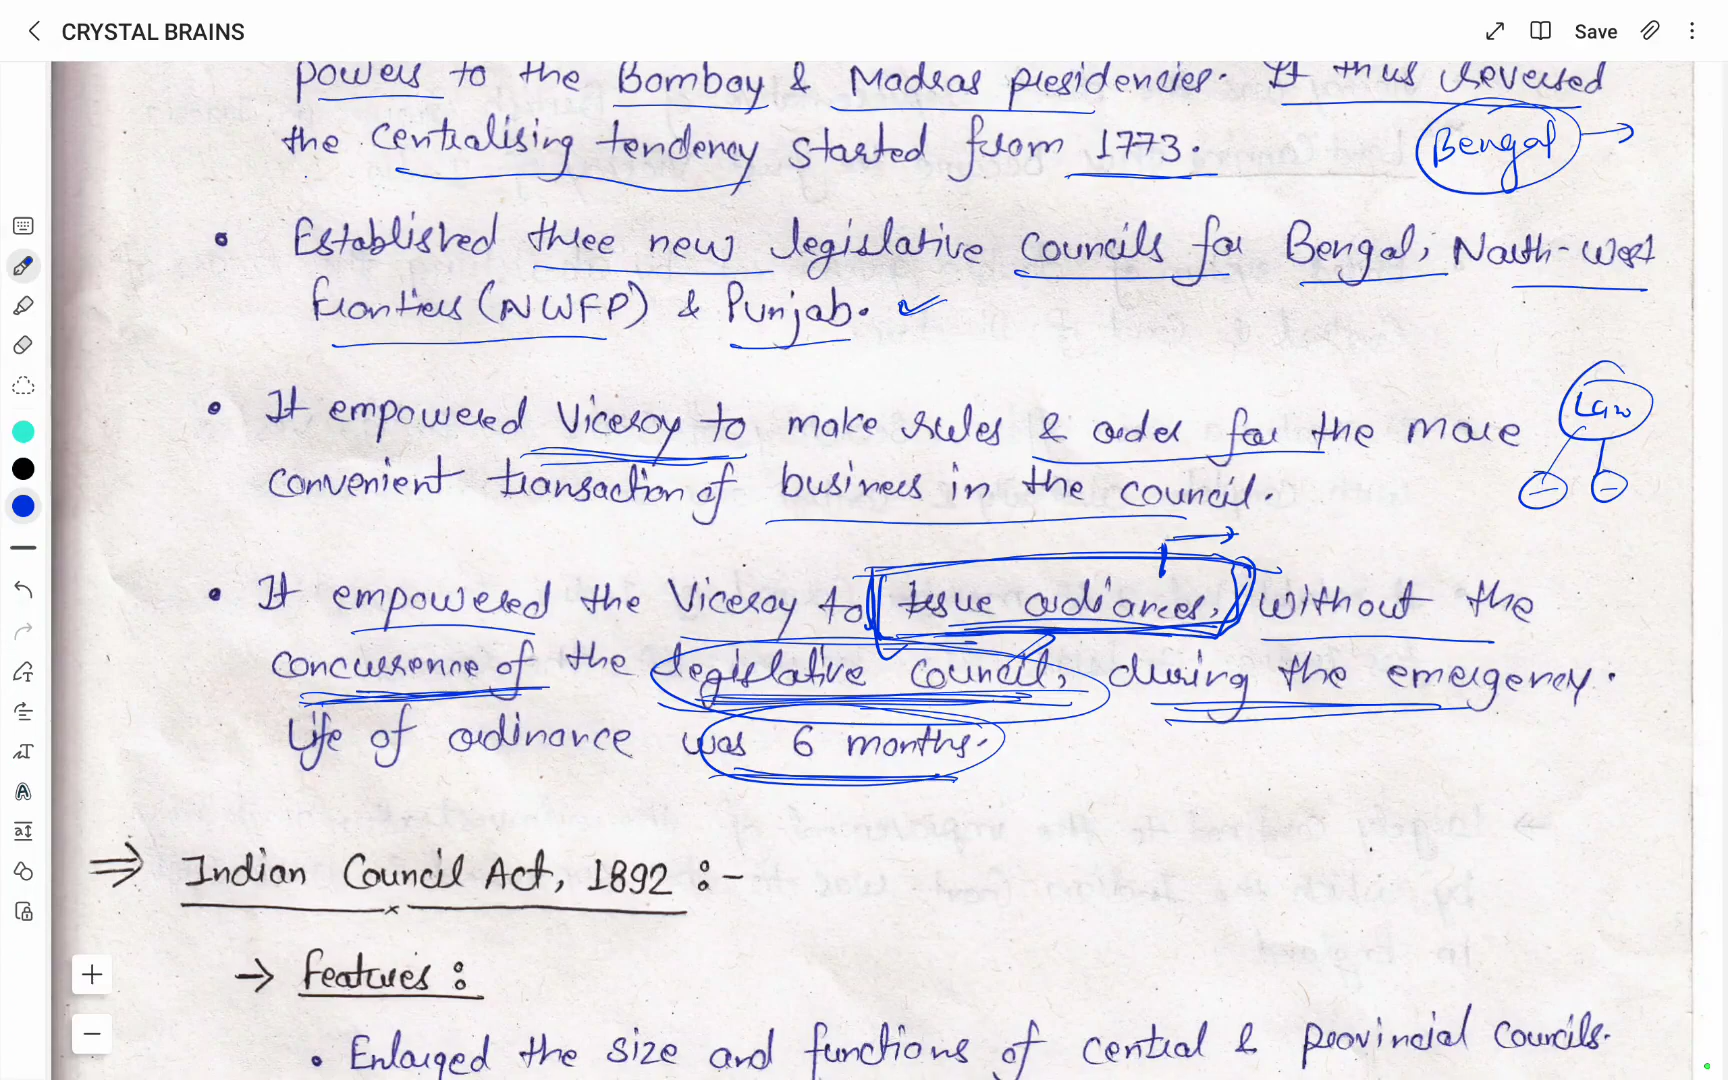 CRYSTAL BRAINS
Save
powers to the Bombay & Madras presidencies. It thus reversed
the centralising tendency started from 1773.
Bengal
• Established three new legislative councils for Bengal, North-west
frontiers (NWFP) & Punjab.
• It empowered Viceroy to make rules & order for the more
convenient transaction of business in the council.
Law
• It empowered the Viceroy to issue ordiances, without the
concurrence of the legislative council, during the emergency.
Life of ordinance was 6 months.
⇒ Indian Council Act, 1892 :-
→ features :
• Enlarged the size and functions of central & provincial councils.